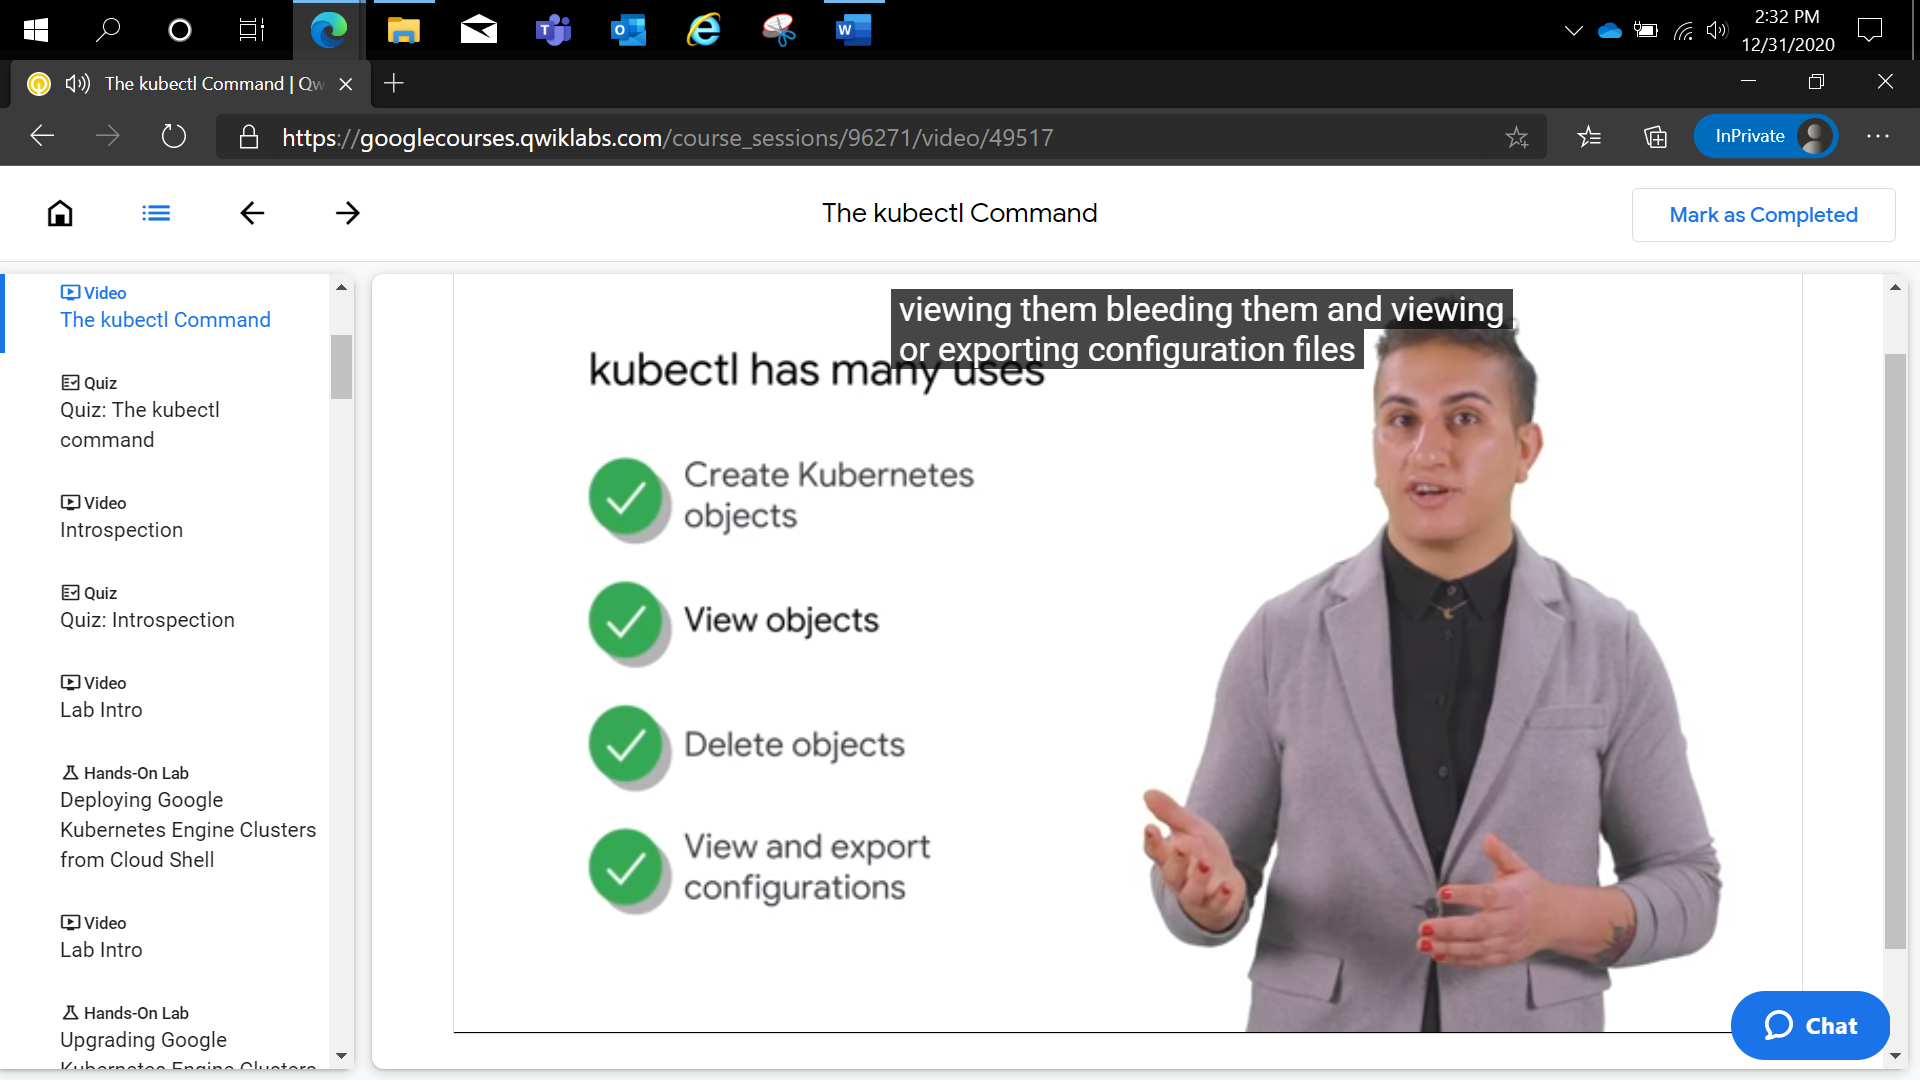 2:32 PM
12/31/2020
The kubectl Command | Qw
https://googlecourses.qwiklabs.com/course_sessions/96271/video/49517
InPrivate
The kubectl Command
Mark as Completed
Video
The kubectl Command
Quiz
Quiz: The kubectl
command
Video
Introspection
Quiz
Quiz: Introspection
Video
Lab Intro
Hands-On Lab
Deploying Google
Kubernetes Engine Clusters
from Cloud Shell
Video
Lab Intro
Hands-On Lab
Upgrading Google
Kubernetes Engine Clusters
viewing them bleeding them and viewing
or exporting configuration files
kubectl has many uses
Create Kubernetes
objects
View objects
Delete objects
View and export
configurations
Chat